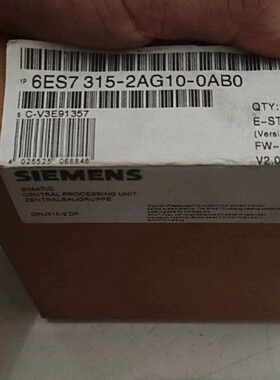 1P 6ES7 315-2AG10-0AB0
S C-V3E91357
QTY:
E-ST
(Versi
FW-
V2.0
4 025525 066845
SIEMENS
SIMATIC
CENTRAL PROCESSING UNIT
ZENTRALBAUGRUPPE
CPU315-2 DP